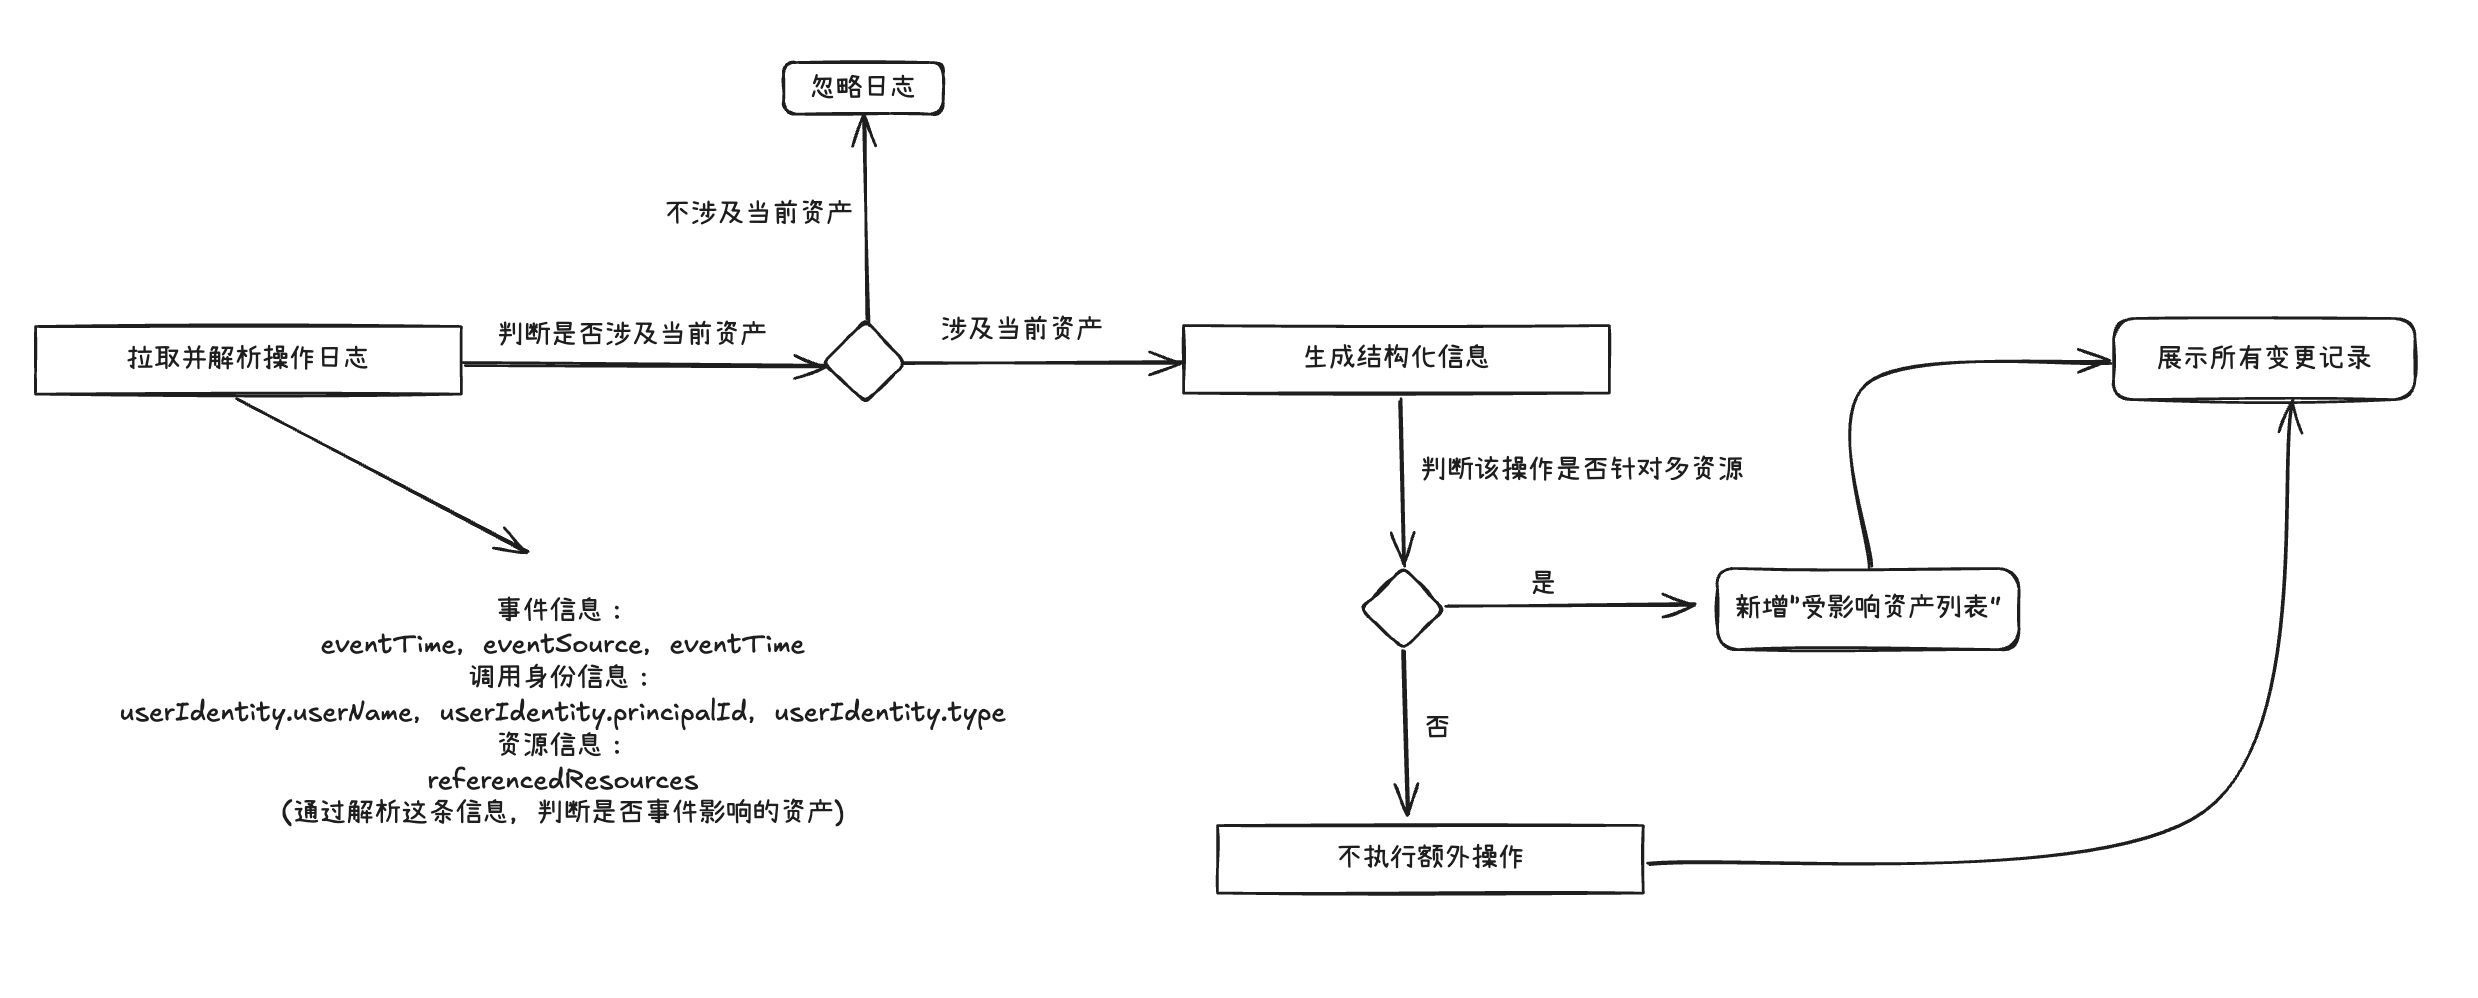 忽略日志
不涉及当前资产
拉取并解析操作日志
判断是否涉及当前资产
涉及当前资产
生成结构化信息
展示所有变更记录
判断该操作是否针对多资源
是
新增"受影响资产列表"
否
不执行额外操作
事件信息：
eventTime, eventSource, eventTime
调用身份信息：
userIdentity.userName, userIdentity.principalId, userIdentity.type
资源信息：
referencedResources
(通过解析这条信息, 判断是否事件影响的资产)